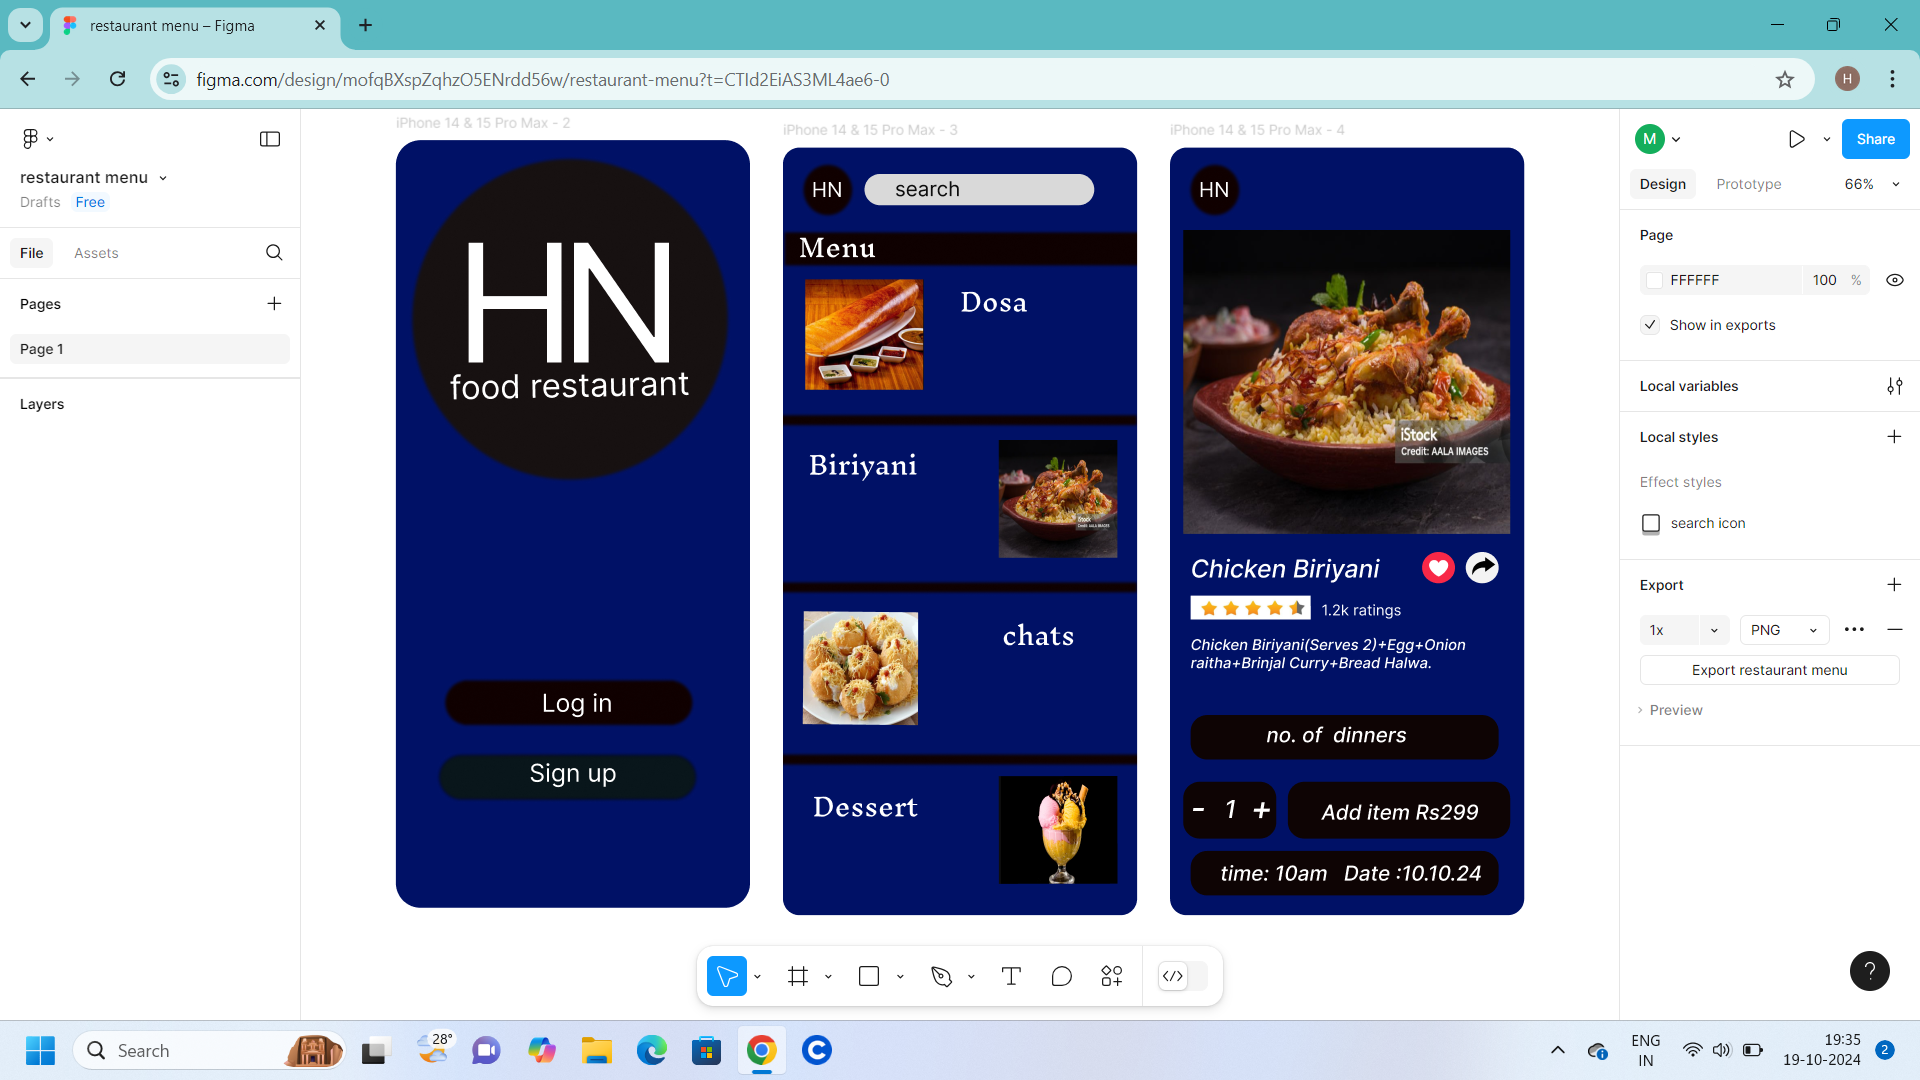 restaurant menu – Figma
figma.com/design/mofqBXspZqhzO5ENrdd56w/restaurant-menu?t=CTId2EiAS3ML4ae6-0
H
restaurant menu
Drafts Free
File Assets
Pages
Page 1
Layers
iPhone 14 & 15 Pro Max - 2
HN
food restaurant
Log in
Sign up
iPhone 14 & 15 Pro Max - 3
HN search
Menu
Dosa
Biriyani
iStock
Credit: AALA IMAGES
chats
Dessert
iPhone 14 & 15 Pro Max - 4
HN
iStock
Credit: AALA IMAGES
Chicken Biriyani
1.2k ratings
Chicken Biriyani(Serves 2)+Egg+Onion
raitha+Brinjal Curry+Bread Halwa.
no. of dinners
- 1 + Add item Rs299
time: 10am Date :10.10.24
M Share
Design Prototype 66%
Page
FFFFFF 100 %
Show in exports
Local variables
Local styles
Effect styles
search icon
Export
1x PNG
Export restaurant menu
Preview
?
Search
28°
ENG
IN
19:35
19-10-2024
2